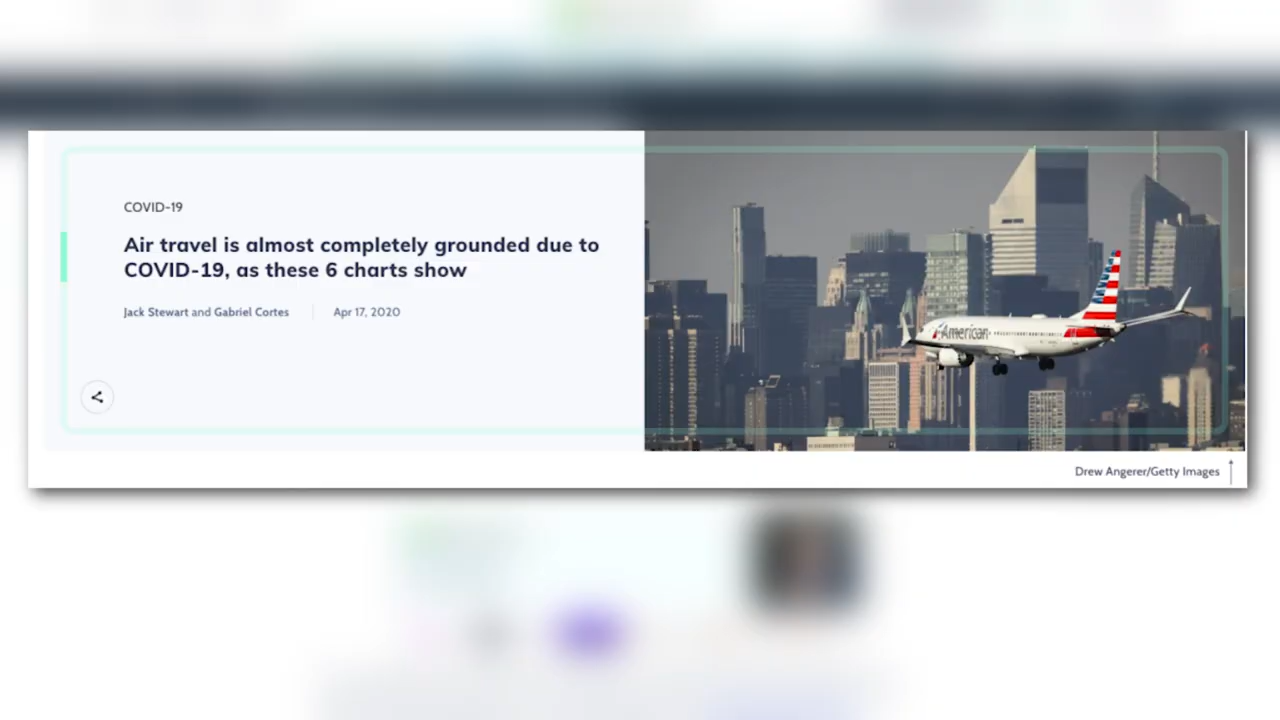 COVID-19
Air travel is almost completely grounded due to
COVID-19, as these 6 charts show
Jack Stewart and Gabriel Cortes
Apr 17, 2020
American
Drew Angerer/Getty Images